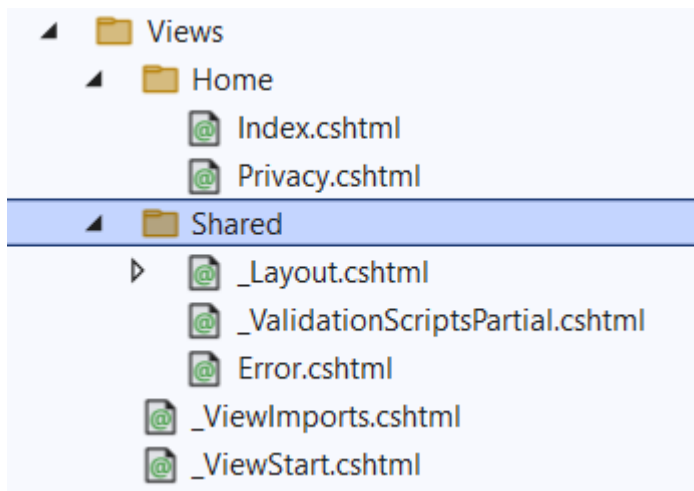 Views
Home
Index.cshtml
Privacy.cshtml
Shared
_Layout.cshtml
_ValidationScriptsPartial.cshtml
Error.cshtml
_ViewImports.cshtml
_ViewStart.cshtml